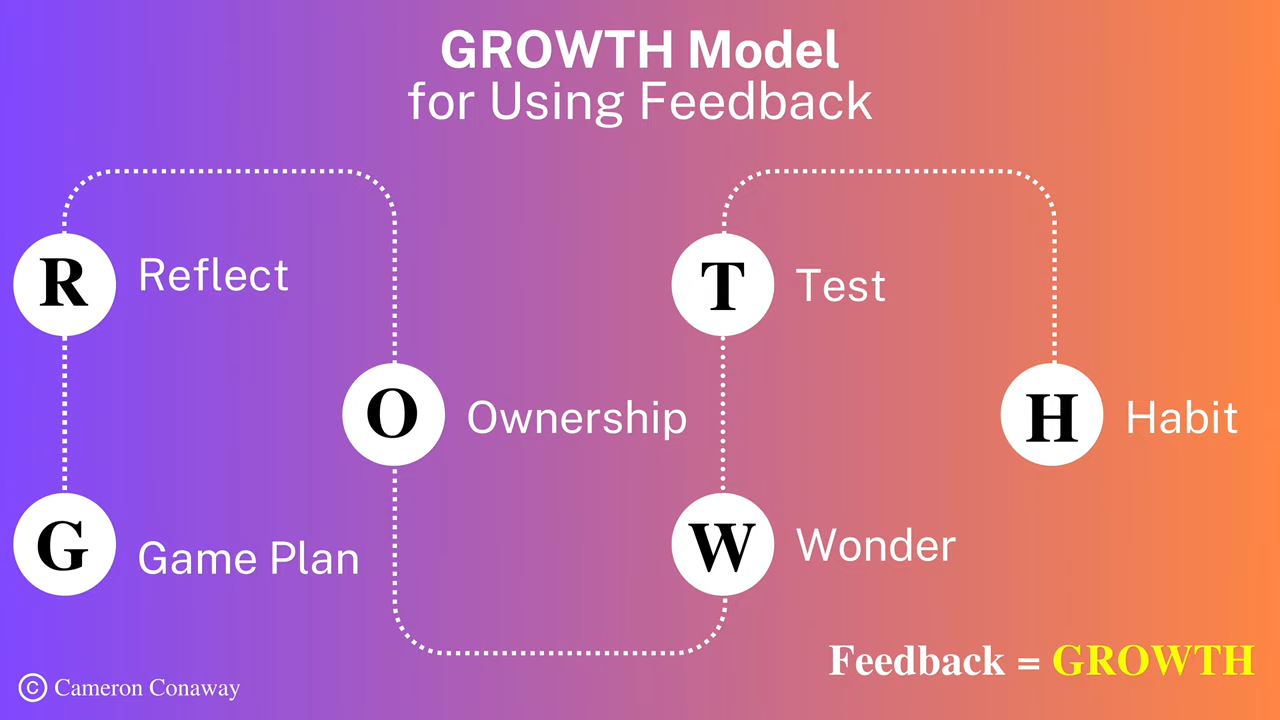 GROWTH Model
for Using Feedback
G Game Plan
R Reflect
O Ownership
W Wonder
T Test
H Habit
Feedback = GROWTH
© Cameron Conaway